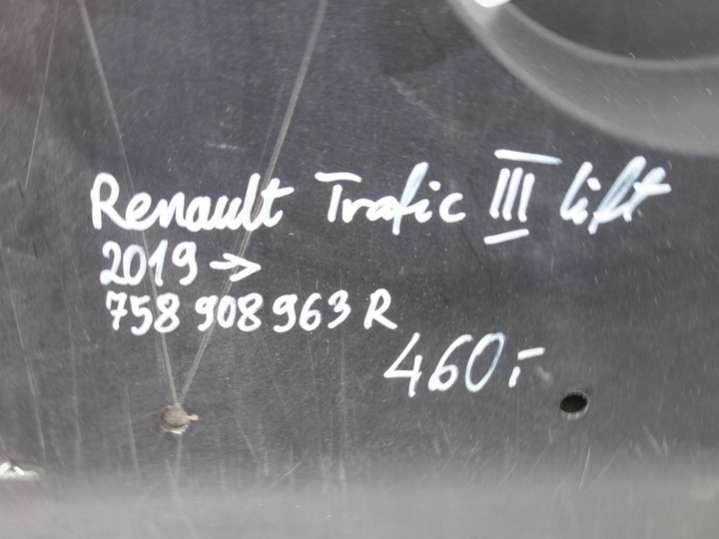 Renault Trafic III lift
2019 →
758 908 963 R
460,-